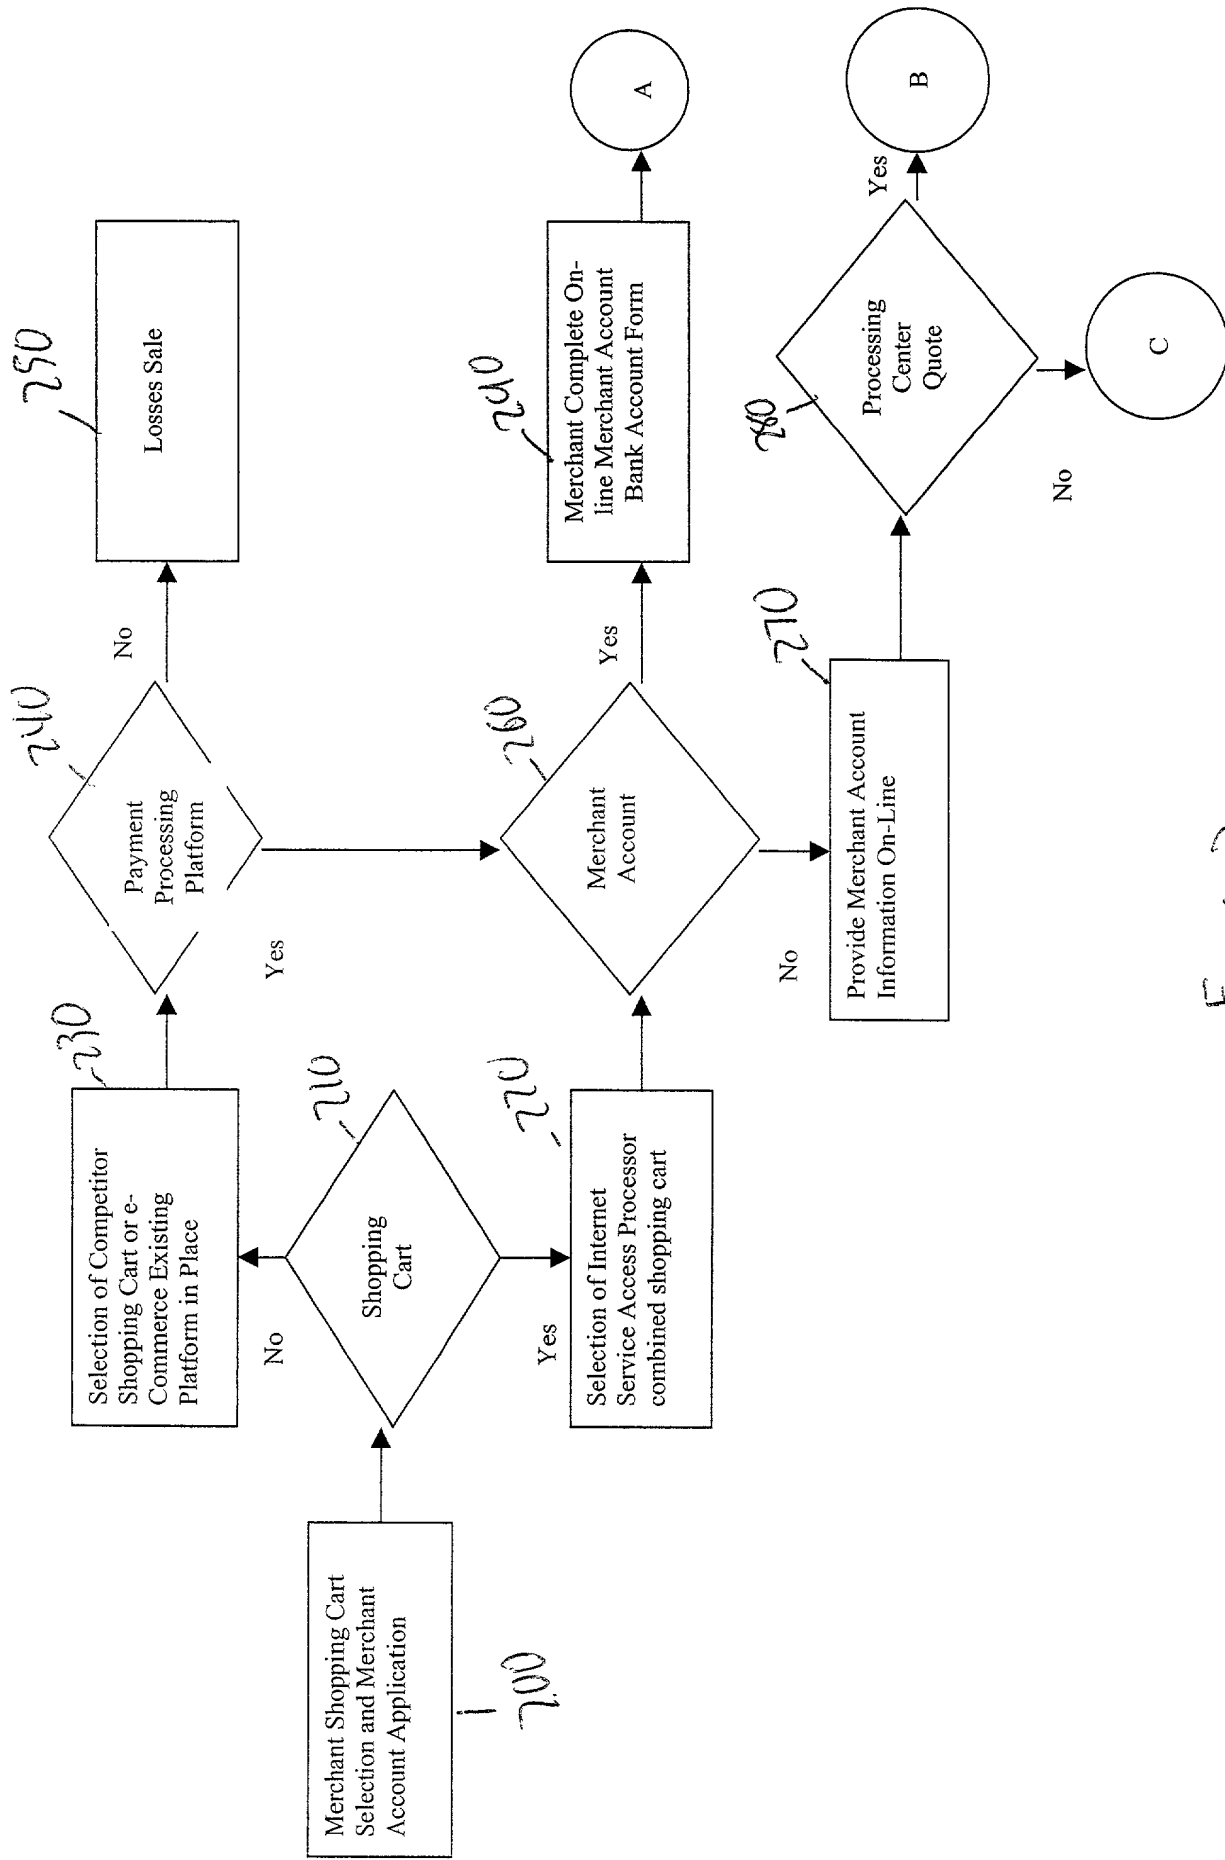 Merchant Shopping Cart
Selection and Merchant
Account Application
200
Shopping
Cart
210
No
Yes
Selection of Competitor
Shopping Cart or e-
Commerce Existing
Platform in Place
230
Selection of Internet
Service Access Processor
combined shopping cart
220
Payment
Processing
Platform
240
No
Yes
Losses Sale
250
Merchant
Account
260
Yes
No
Merchant Complete On-
line Merchant Account
Bank Account Form
290
A
Provide Merchant Account
Information On-Line
270
Processing
Center
Quote
280
Yes
No
B
C